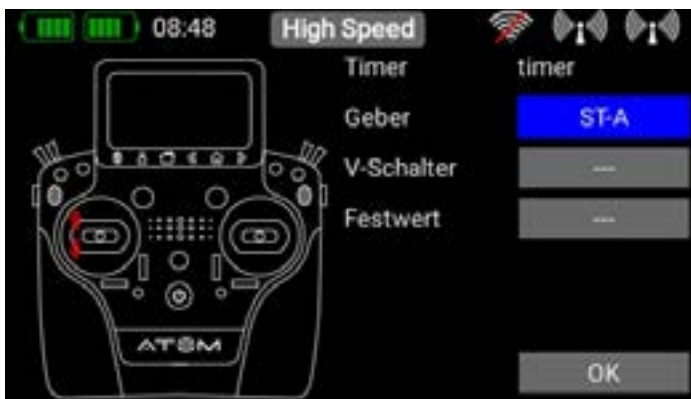 08:48 High Speed
Timer timer
Geber ST-A
V-Schalter ---
Festwert ---
ATOM
OK